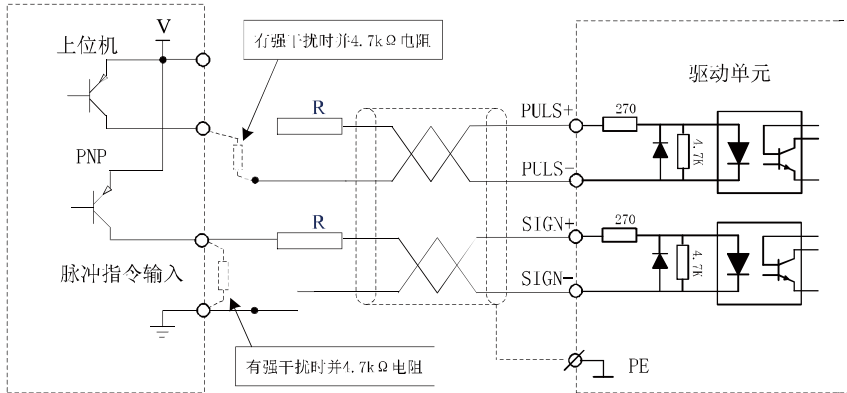 V
上位机
有强干扰时并4.7kΩ电阻
驱动单元
R
PULS+
270
4.7K
PNP
PULS-
R
SIGN+
270
4.7K
脉冲指令输入
SIGN-
有强干扰时并4.7kΩ电阻
PE